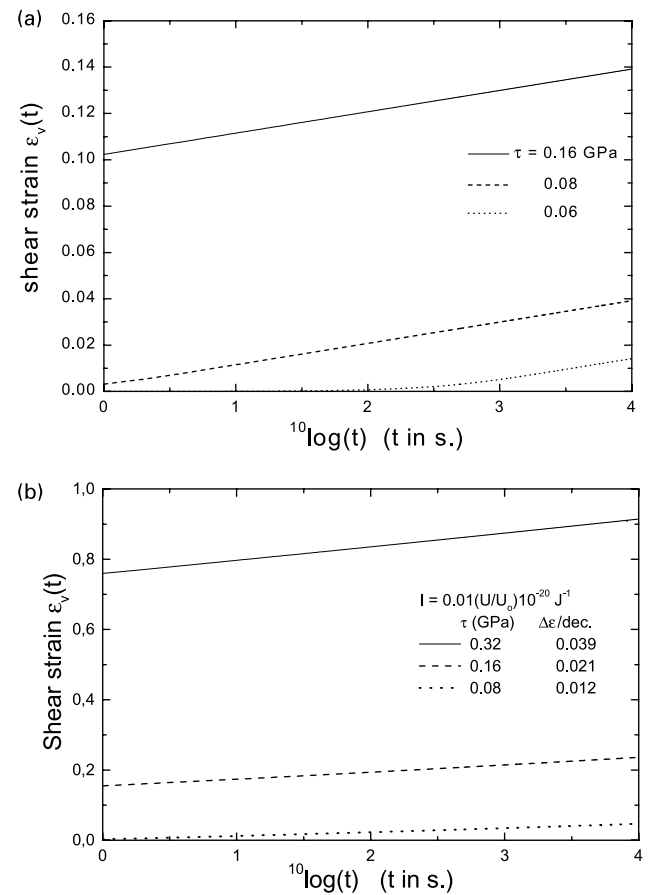 (a)
0.16
0.14
0.12
0.10
0.08
0.06
0.04
0.02
0.00
shear strain ε_v(t)
τ = 0.16 GPa
0.08
0.06
0 1 2 3 4
¹⁰log(t) (t in s.)
(b)
1,0
0,8
0,6
0,4
0,2
0,0
Shear strain ε_v(t)
I = 0.01(U/U_o)10⁻²⁰ J⁻¹
τ (GPa) Δε/dec.
0.32 0.039
0.16 0.021
0.08 0.012
0 1 2 3 4
¹⁰log(t) (t in s.)